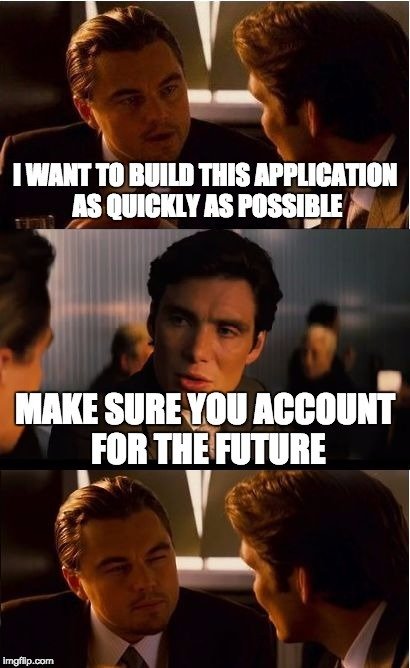 I WANT TO BUILD THIS APPLICATION
AS QUICKLY AS POSSIBLE
MAKE SURE YOU ACCOUNT
FOR THE FUTURE
imgflip.com